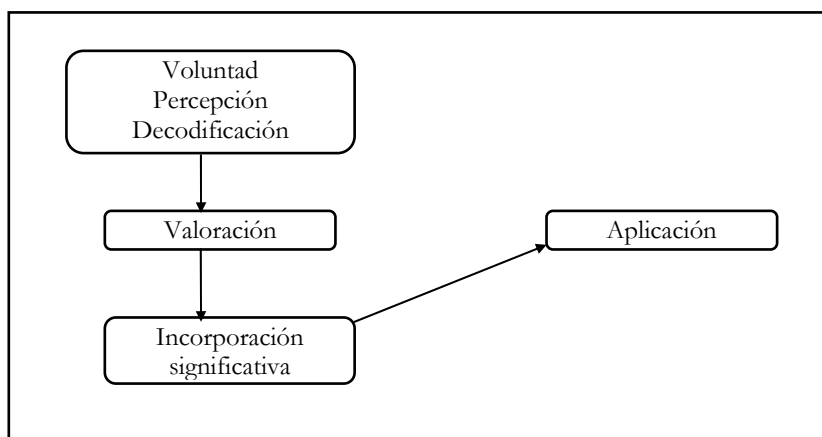 Voluntad
Percepción
Decodificación
Valoración
Aplicación
Incorporación
significativa